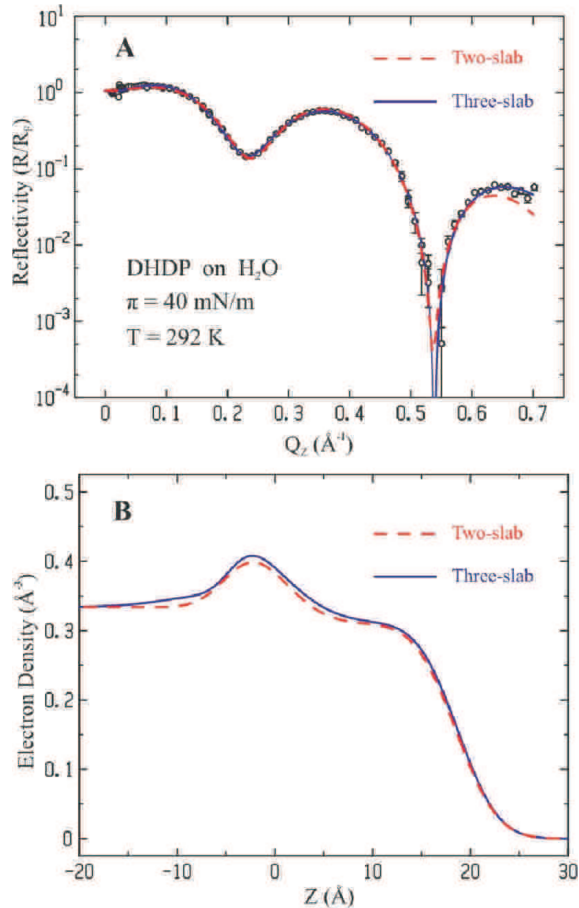 A
Two-slab
Three-slab
DHDP on H₂O
π = 40 mN/m
T = 292 K
Reflectivity (R/R_F)
10¹
10⁰
10⁻¹
10⁻²
10⁻³
10⁻⁴
0 0.1 0.2 0.3 0.4 0.5 0.6 0.7
Q_Z (Å⁻¹)
B
Two-slab
Three-slab
Electron Density (Å⁻³)
0.5
0.4
0.3
0.2
0.1
0
-20 -10 0 10 20 30
Z (Å)